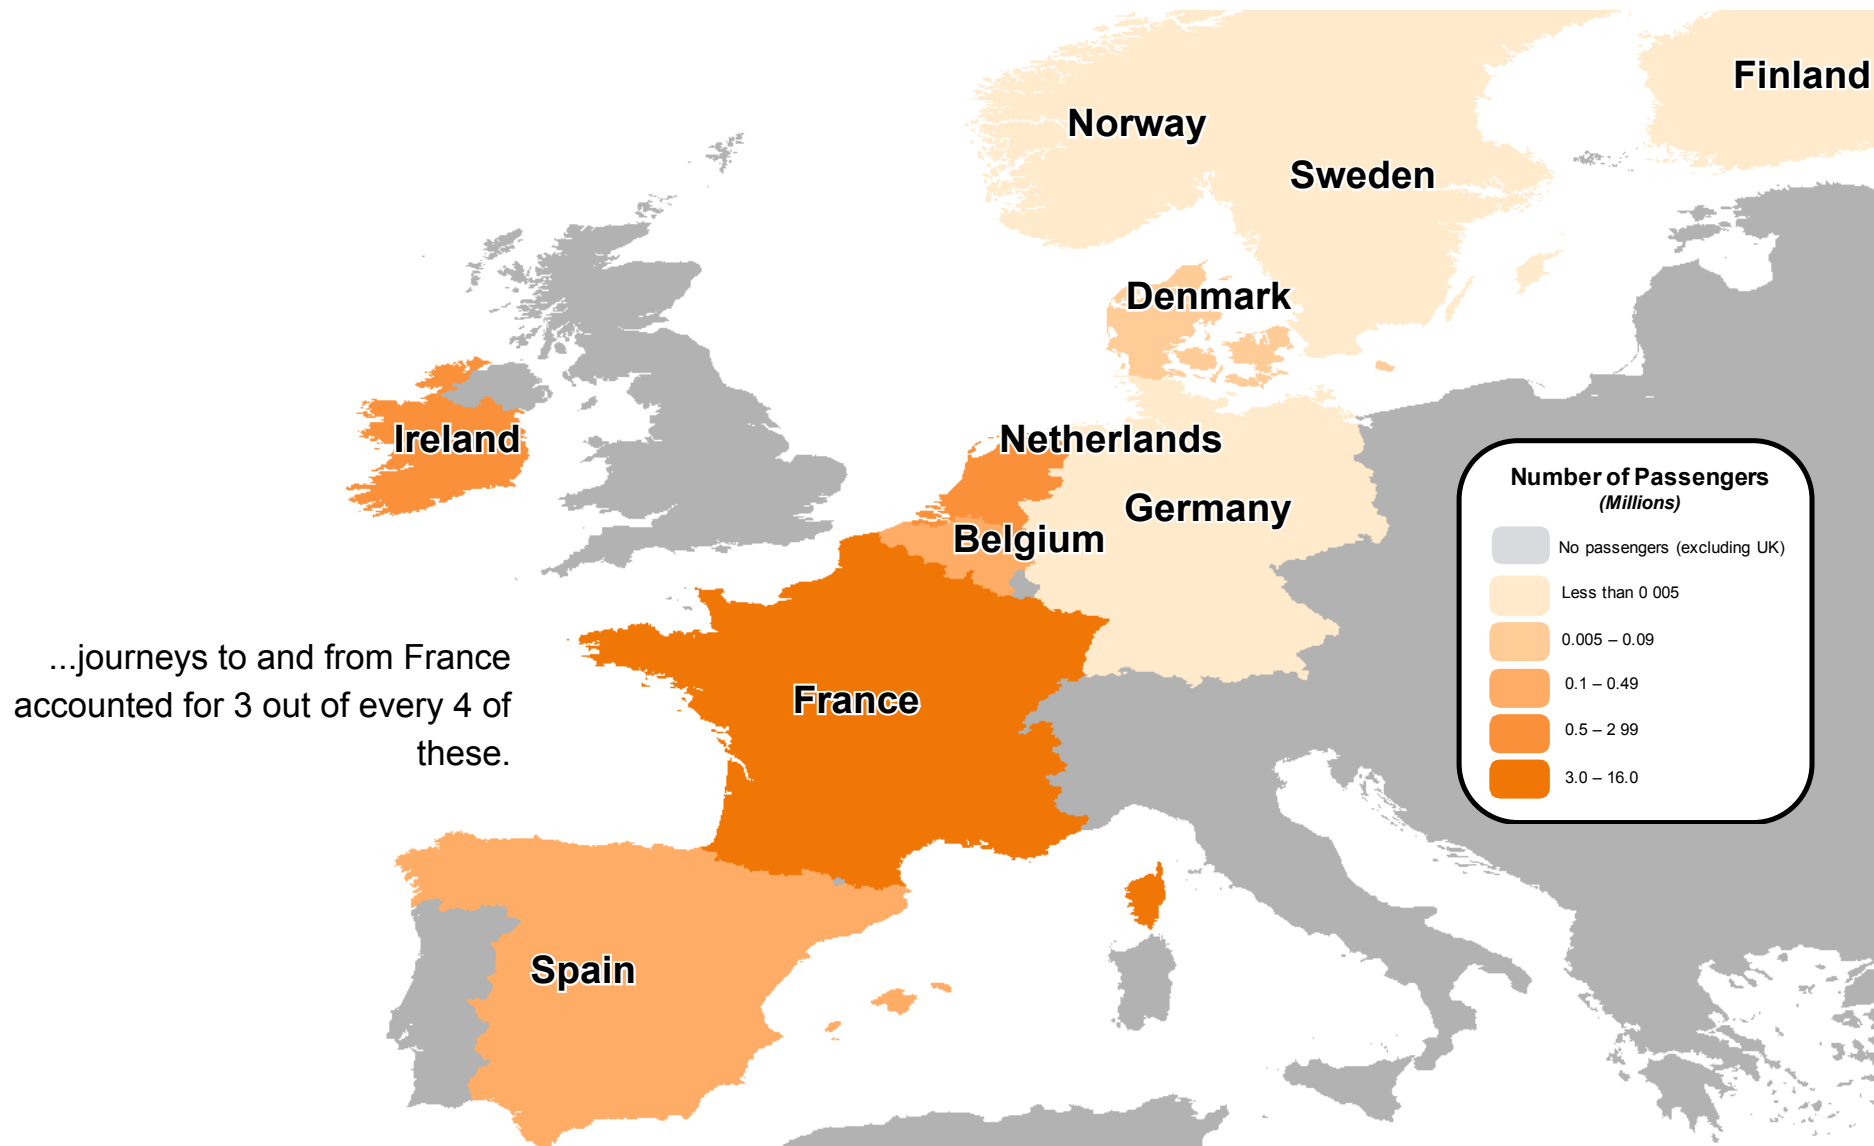 Finland
Norway
Sweden
Denmark
Ireland
Netherlands
Germany
Belgium
...journeys to and from France
accounted for 3 out of every 4 of
these.
France
Spain
Number of Passengers
(Millions)
No passengers (excluding UK)
Less than 0 005
0.005 – 0.09
0.1 – 0.49
0.5 – 2 99
3.0 – 16.0